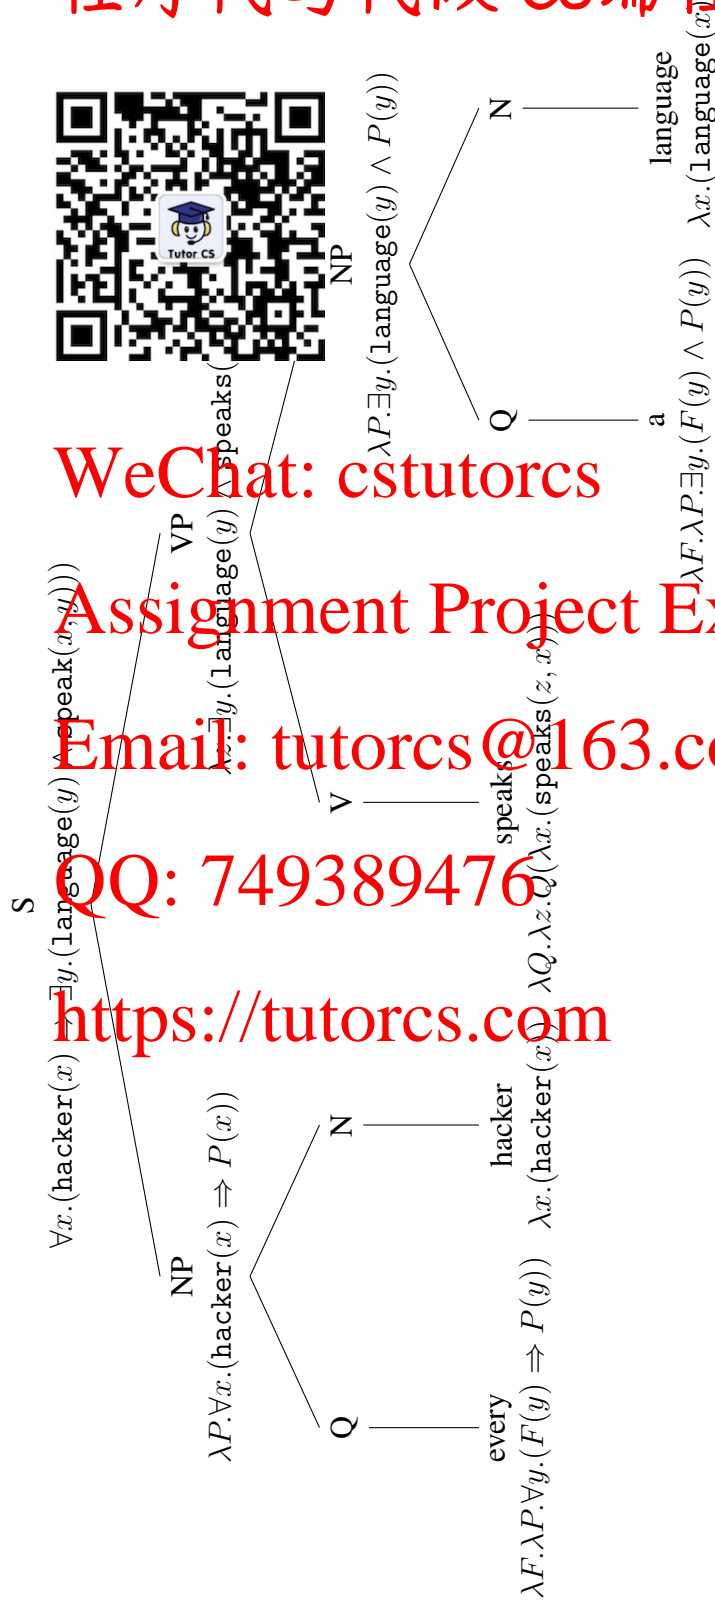 Tutor CS
WeChat: cstutorcs
Assignment Project Ex
Email: tutorcs@163.co
QQ: 749389476
https://tutorcs.com
S
∀x.(hacker(x) ⇒ ∃y.(language(y) ∧ speak(x, y)))
NP
λP.∀x.(hacker(x) ⇒ P(x))
VP
λz.∃y.(language(y) ∧ speaks(
Q
every
λF.λP.∀y.(F(y) ⇒ P(y))
N
hacker
λx.(hacker(x))
V
speaks
λQ.λz.Q(λx.(speaks(z, x)))
NP
λP.∃y.(language(y) ∧ P(y))
Q
a
λF.λP.∃y.(F(y) ∧ P(y))
N
language
λx.(language(x)